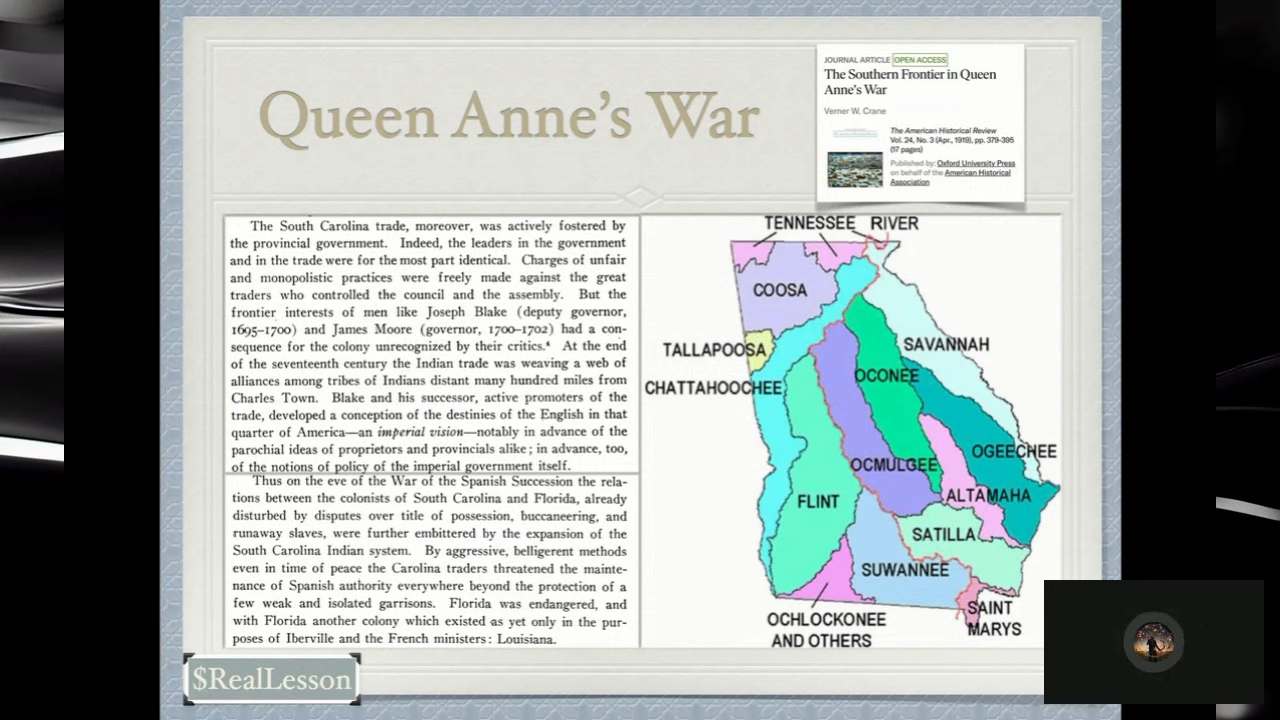 Queen Anne's War
JOURNAL ARTICLE OPEN ACCESS
The Southern Frontier in Queen
Anne's War
Verner W. Crane
The American Historical Review
Vol. 24, No. 3 (Apr., 1919), pp. 379-395
(17 pages)
Published by: Oxford University Press
on behalf of the American Historical
Association
The South Carolina trade, moreover, was actively fostered by
the provincial government. Indeed, the leaders in the government
and in the trade were for the most part identical. Charges of unfair
and monopolistic practices were freely made against the great
traders who controlled the council and the assembly. But the
frontier interests of men like Joseph Blake (deputy governor,
1695–1700) and James Moore (governor, 1700–1702) had a con-
sequence for the colony unrecognized by their critics.⁴ At the end
of the seventeenth century the Indian trade was weaving a web of
alliances among tribes of Indians distant many hundred miles from
Charles Town. Blake and his successor, active promoters of the
trade, developed a conception of the destinies of the English in that
quarter of America—an imperial vision—notably in advance of the
parochial ideas of proprietors and provincials alike; in advance, too,
of the notions of policy of the imperial government itself.
Thus on the eve of the War of the Spanish Succession the rela-
tions between the colonists of South Carolina and Florida, already
disturbed by disputes over title of possession, buccaneering, and
runaway slaves, were further embittered by the expansion of the
South Carolina Indian system. By aggressive, belligerent methods
even in time of peace the Carolina traders threatened the mainte-
nance of Spanish authority everywhere beyond the protection of a
few weak and isolated garrisons. Florida was endangered, and
with Florida another colony which existed as yet only in the pur-
poses of Iberville and the French ministers: Louisiana.
TENNESSEE RIVER
COOSA
TALLAPOOSA
SAVANNAH
CHATTAHOOCHEE
OCONEE
OGEECHEE
OCMULGEE
ALTAMAHA
FLINT
SATILLA
SUWANNEE
OCHLOCKONEE
AND OTHERS
SAINT
MARYS
$RealLesson